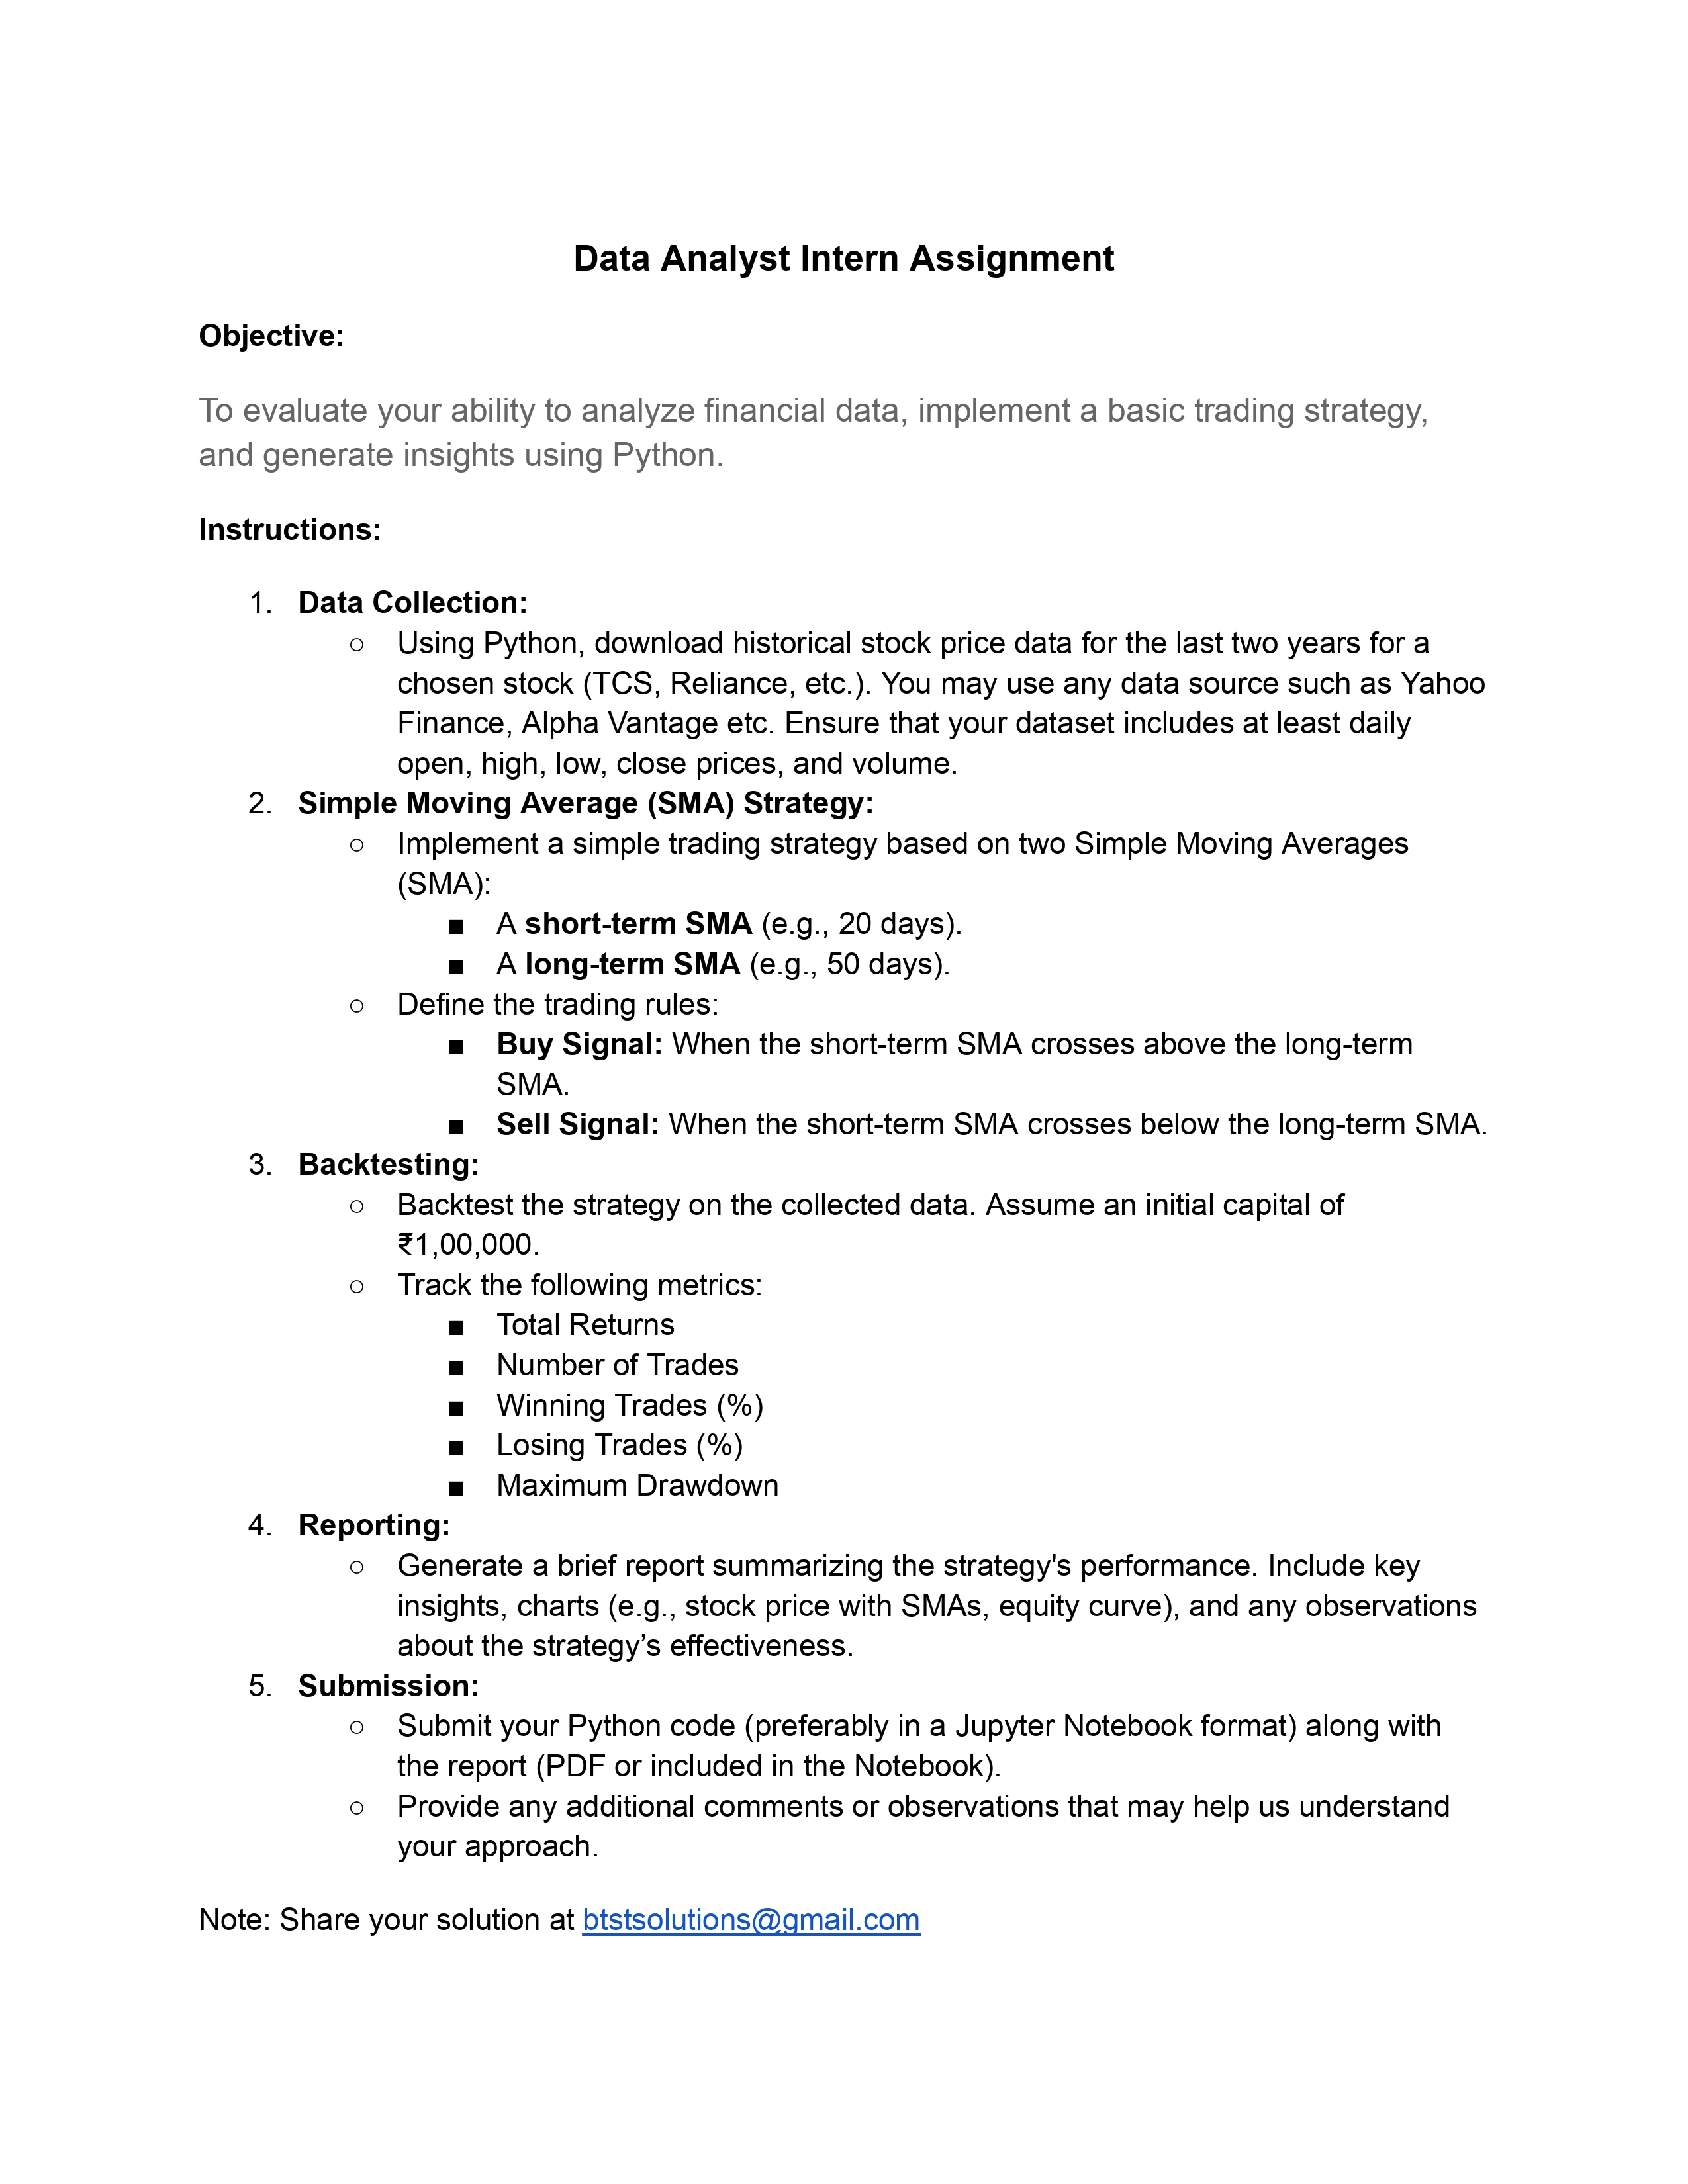 Data Analyst Intern Assignment
Objective:
To evaluate your ability to analyze financial data, implement a basic trading strategy,
and generate insights using Python.
Instructions:
1. Data Collection:
○ Using Python, download historical stock price data for the last two years for a
chosen stock (TCS, Reliance, etc.). You may use any data source such as Yahoo
Finance, Alpha Vantage etc. Ensure that your dataset includes at least daily
open, high, low, close prices, and volume.
2. Simple Moving Average (SMA) Strategy:
○ Implement a simple trading strategy based on two Simple Moving Averages
(SMA):
■ A short-term SMA (e.g., 20 days).
■ A long-term SMA (e.g., 50 days).
○ Define the trading rules:
■ Buy Signal: When the short-term SMA crosses above the long-term
SMA.
■ Sell Signal: When the short-term SMA crosses below the long-term SMA.
3. Backtesting:
○ Backtest the strategy on the collected data. Assume an initial capital of
₹1,00,000.
○ Track the following metrics:
■ Total Returns
■ Number of Trades
■ Winning Trades (%)
■ Losing Trades (%)
■ Maximum Drawdown
4. Reporting:
○ Generate a brief report summarizing the strategy's performance. Include key
insights, charts (e.g., stock price with SMAs, equity curve), and any observations
about the strategy’s effectiveness.
5. Submission:
○ Submit your Python code (preferably in a Jupyter Notebook format) along with
the report (PDF or included in the Notebook).
○ Provide any additional comments or observations that may help us understand
your approach.
Note: Share your solution at btstsolutions@gmail.com